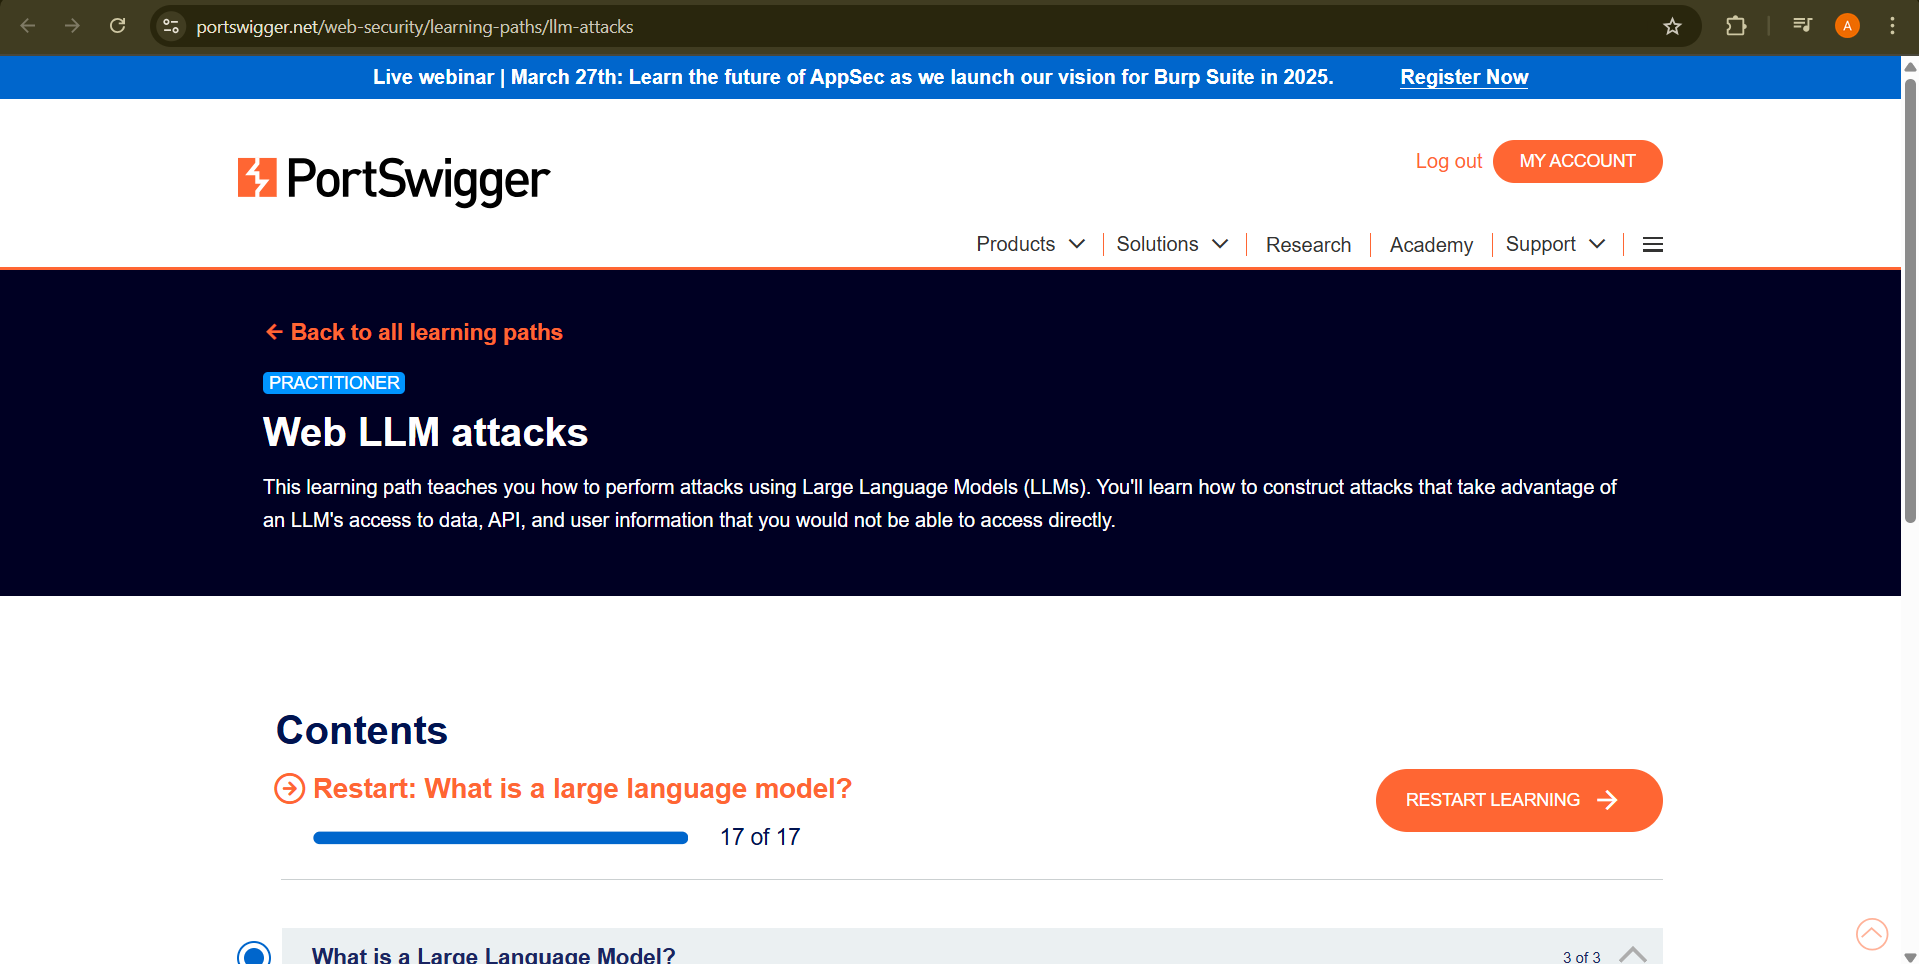 portswigger.net/web-security/learning-paths/llm-attacks
A
Live webinar | March 27th: Learn the future of AppSec as we launch our vision for Burp Suite in 2025. Register Now
PortSwigger
Log out MY ACCOUNT
Products Solutions Research Academy Support
Back to all learning paths
PRACTITIONER
Web LLM attacks
This learning path teaches you how to perform attacks using Large Language Models (LLMs). You'll learn how to construct attacks that take advantage of
an LLM's access to data, API, and user information that you would not be able to access directly.
Contents
Restart: What is a large language model?
RESTART LEARNING
17 of 17
What is a Large Language Model? 3 of 3